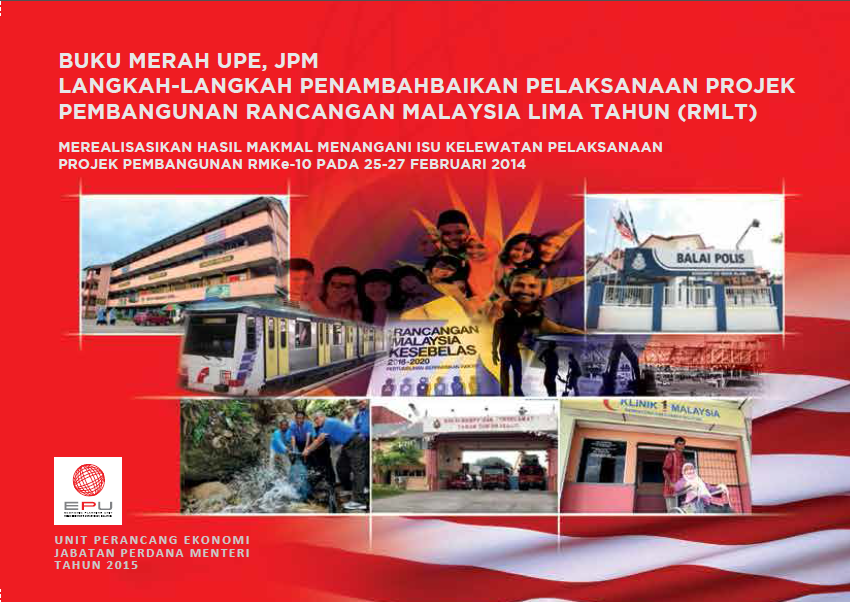 BUKU MERAH UPE, JPM
LANGKAH-LANGKAH PENAMBAHBAIKAN PELAKSANAAN PROJEK
PEMBANGUNAN RANCANGAN MALAYSIA LIMA TAHUN (RMLT)
MEREALISASIKAN HASIL MAKMAL MENANGANI ISU KELEWATAN PELAKSANAAN
PROJEK PEMBANGUNAN RMKe-10 PADA 25-27 FEBRUARI 2014
BALAI POLIS
RANCANGAN
MALAYSIA
KESEBELAS
2016-2020
KLINIK 1 MALAYSIA
EPU
UNIT PERANCANG EKONOMI
JABATAN PERDANA MENTERI
TAHUN 2015